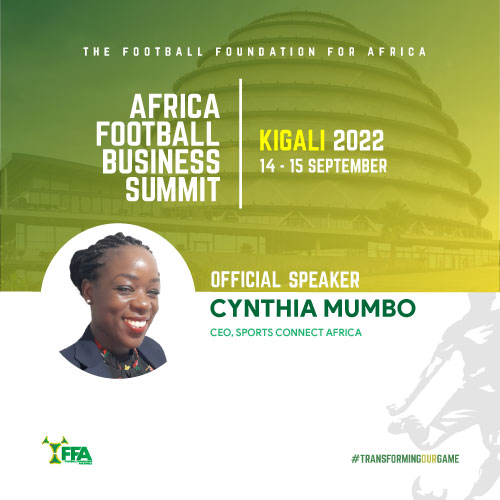 THE FOOTBALL FOUNDATION FOR AFRICA
AFRICA
FOOTBALL
BUSINESS
SUMMIT
KIGALI 2022
14 - 15 SEPTEMBER
OFFICIAL SPEAKER
CYNTHIA MUMBO
CEO, SPORTS CONNECT AFRICA
FFA
#TRANSFORMINGOURGAME